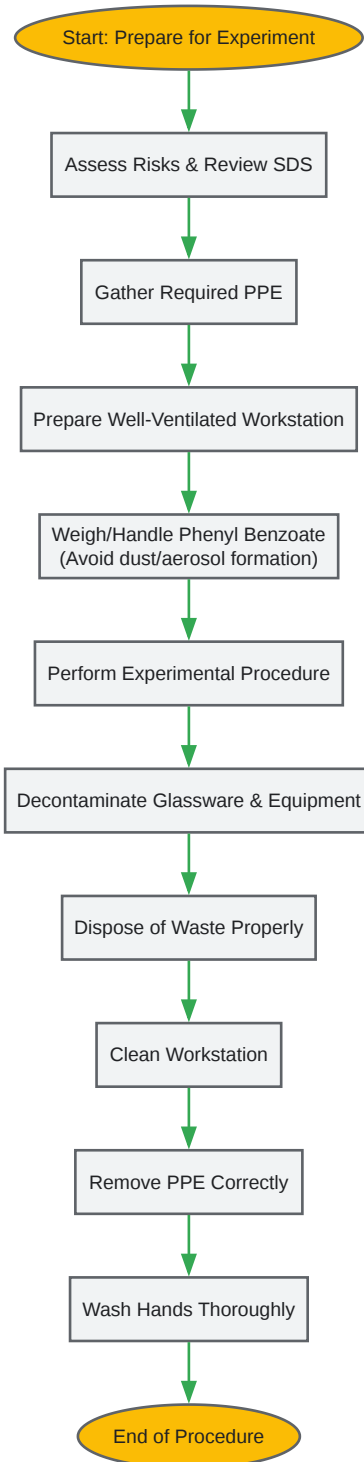 Start: Prepare for Experiment
Assess Risks & Review SDS
Gather Required PPE
Prepare Well-Ventilated Workstation
Weigh/Handle Phenyl Benzoate
(Avoid dust/aerosol formation)
Perform Experimental Procedure
Decontaminate Glassware & Equipment
Dispose of Waste Properly
Clean Workstation
Remove PPE Correctly
Wash Hands Thoroughly
End of Procedure